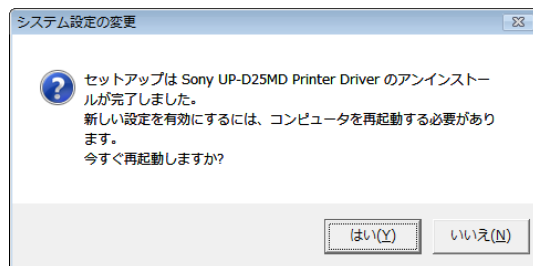 システム設定の変更
セットアップは Sony UP-D25MD Printer Driver のアンインストー
ルが完了しました。
新しい設定を有効にするには、コンピュータを再起動する必要があり
ます。
今すぐ再起動しますか?
はい(Y) いいえ(N)